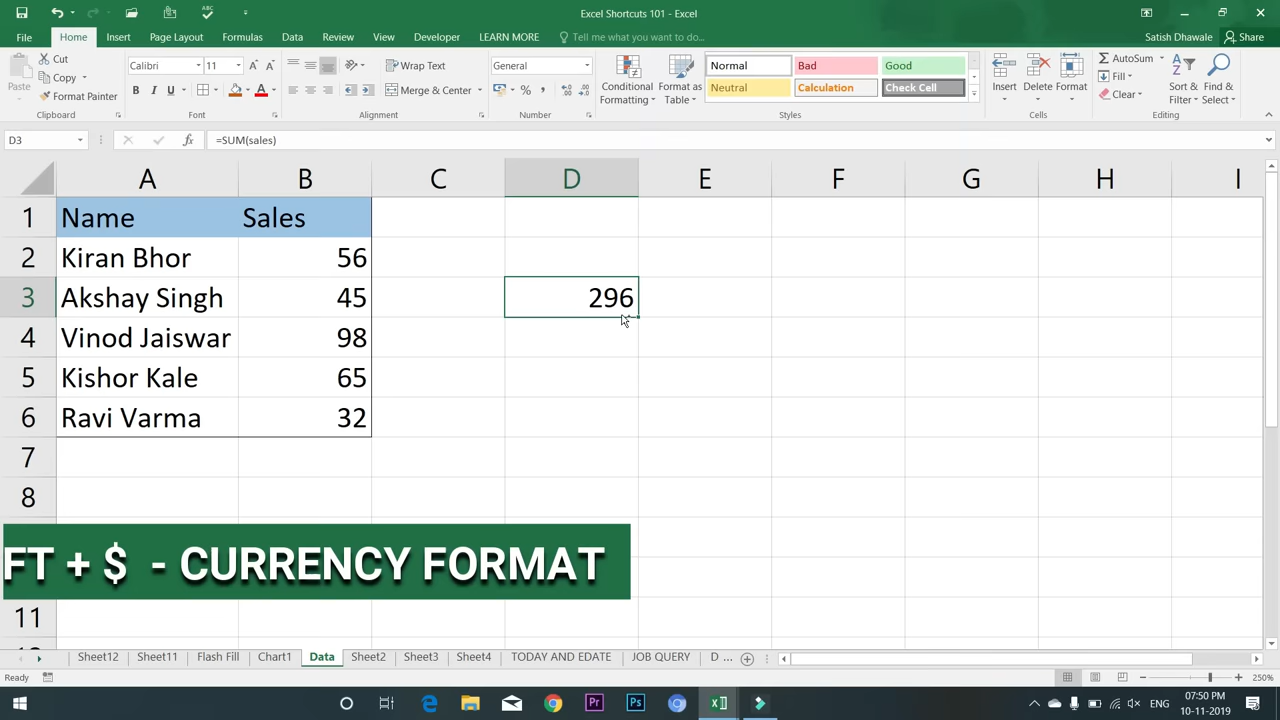 Excel Shortcuts 101 - Excel
File Home Insert Page Layout Formulas Data Review View Developer LEARN MORE Tell me what you want to do... Satish Dhawale Share
Paste
Cut
Copy
Format Painter
Clipboard
Calibri 11
B I U
Font
Wrap Text
Merge & Center
Alignment
General
% ,
Number
Conditional
Formatting
Format as
Table
Normal Bad Good
Neutral Calculation Check Cell
Styles
Insert Delete Format
Cells
AutoSum
Fill
Clear
Sort &
Filter
Find &
Select
Editing
D3 fx =SUM(sales)
A B C D E F G H I
1 Name Sales
2 Kiran Bhor 56
3 Akshay Singh 45 296
4 Vinod Jaiswar 98
5 Kishor Kale 65
6 Ravi Varma 32
7
8
FT + $ - CURRENCY FORMAT
11
Sheet12 Sheet11 Flash Fill Chart1 Data Sheet2 Sheet3 Sheet4 TODAY AND EDATE JOB QUERY D ...
Ready 250%
ENG 07:50 PM
10-11-2019